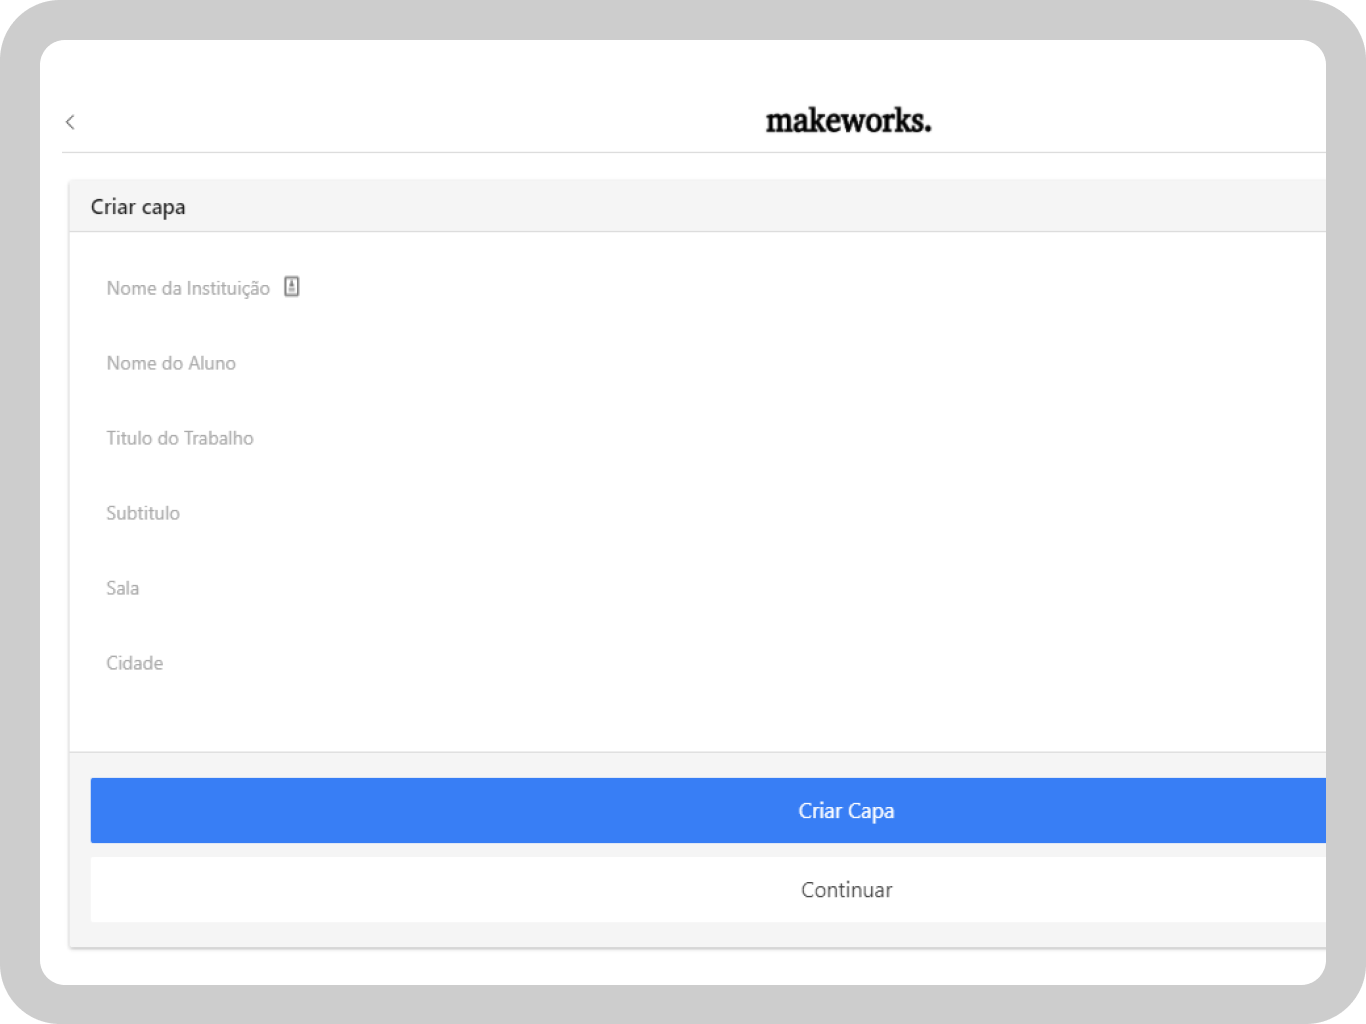 makeworks.
Criar capa
Nome da Instituição
Nome do Aluno
Titulo do Trabalho
Subtitulo
Sala
Cidade
Criar Capa
Continuar